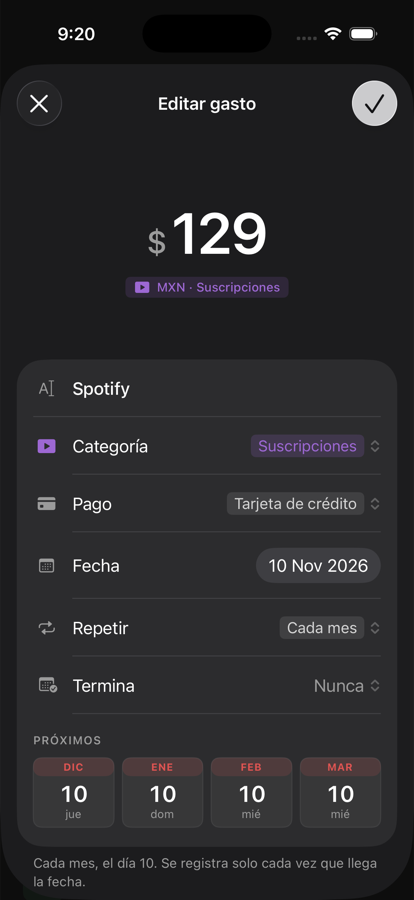 9:20
Editar gasto
$129
MXN · Suscripciones
Spotify
Categoría Suscripciones
Pago Tarjeta de crédito
Fecha 10 Nov 2026
Repetir Cada mes
Termina Nunca
PRÓXIMOS
DIC ENE FEB MAR
10 10 10 10
jue dom mié mié
Cada mes, el día 10. Se registra solo cada vez que llega
la fecha.